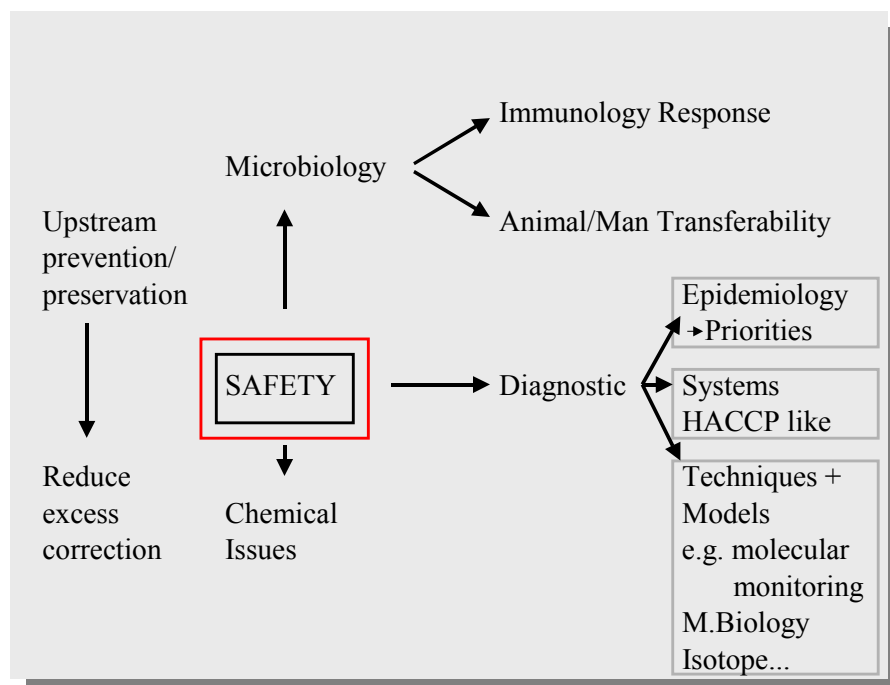 Immunology Response
Microbiology
Animal/Man Transferability
Upstream
prevention/
preservation
Epidemiology
Priorities
SAFETY
Diagnostic
Systems
HACCP like
Reduce
excess
correction
Chemical
Issues
Techniques +
Models
e.g. molecular
monitoring
M.Biology
Isotope...